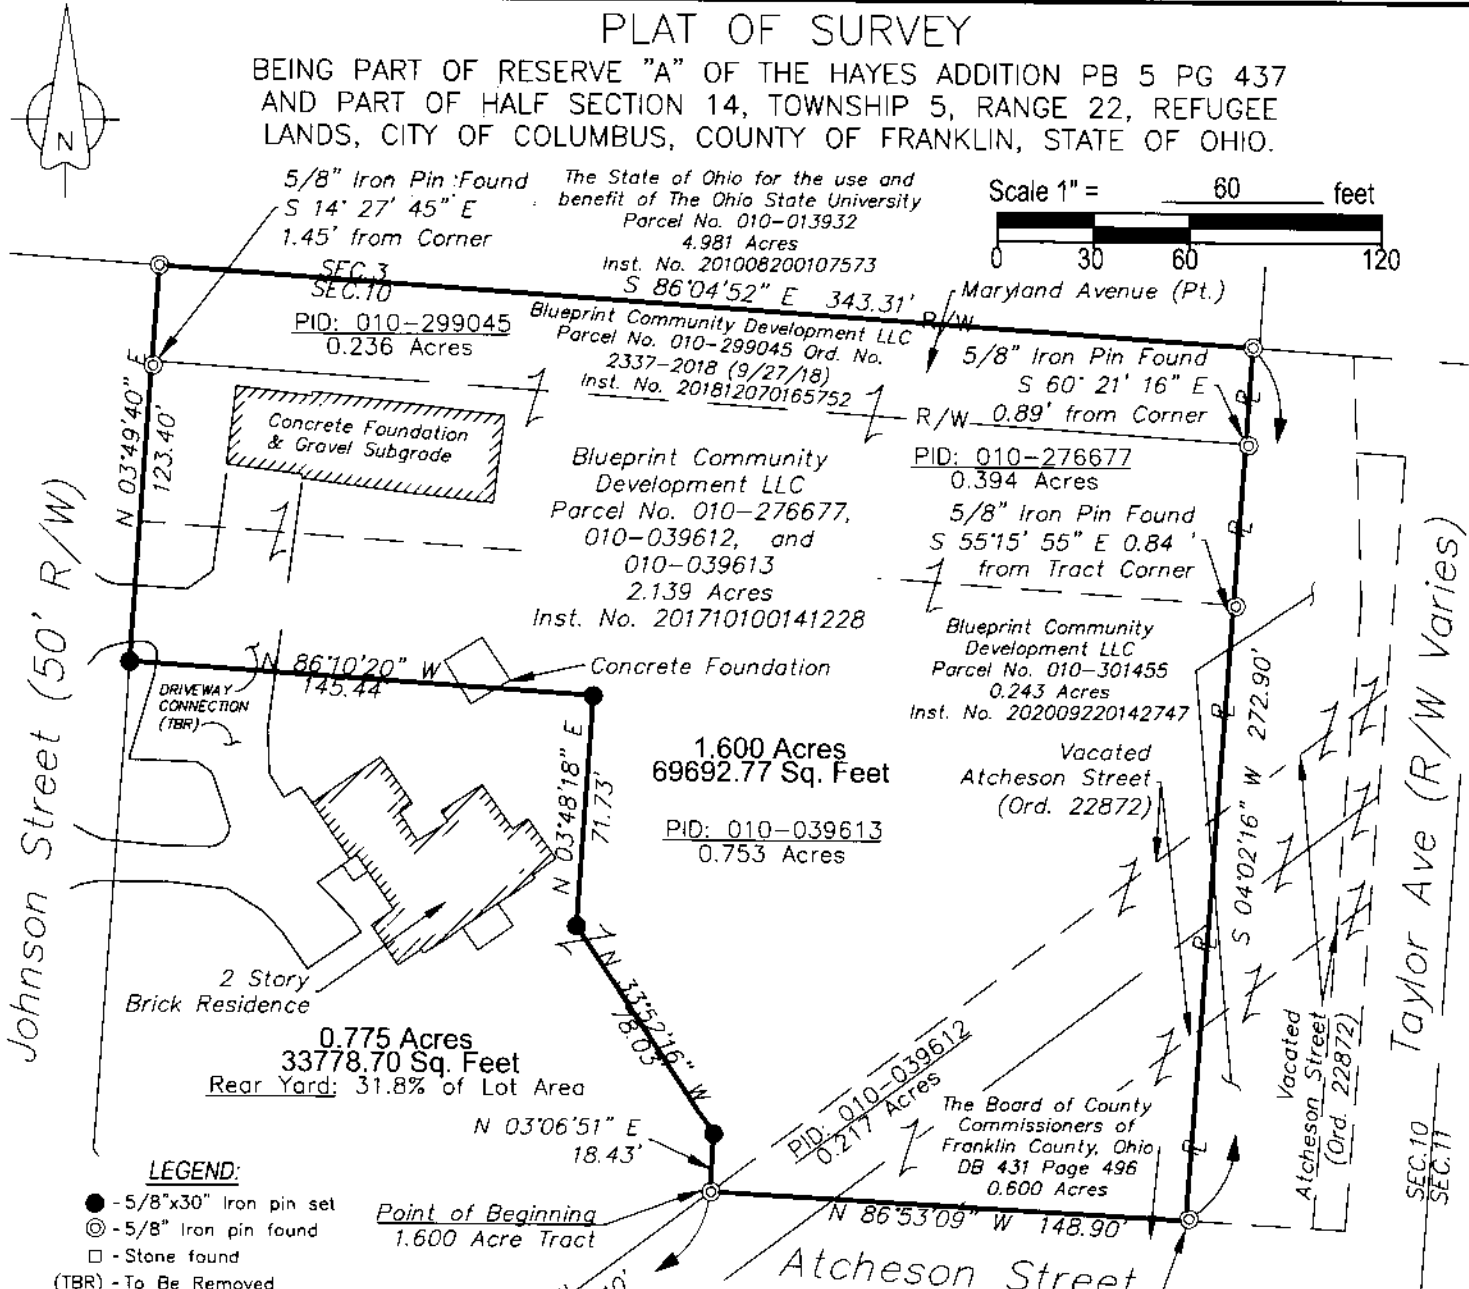 PLAT OF SURVEY
BEING PART OF RESERVE "A" OF THE HAYES ADDITION PB 5 PG 437
AND PART OF HALF SECTION 14, TOWNSHIP 5, RANGE 22, REFUGEE
LANDS, CITY OF COLUMBUS, COUNTY OF FRANKLIN, STATE OF OHIO.
N
5/8" Iron Pin Found
S 14° 27' 45" E
1.45' from Corner
The State of Ohio for the use and
benefit of The Ohio State University
Parcel No. 010-013932
4.981 Acres
Inst. No. 201008200107573
Scale 1" = 60 feet
0 30 60 120
SEC.3
SEC.10
S 86°04'52" E 343.31'
R/W
Maryland Avenue (Pt.)
PID: 010-299045
0.236 Acres
Blueprint Community Development LLC
Parcel No. 010-299045 Ord. No.
2337-2018 (9/27/18)
Inst. No. 201812070165752
5/8" Iron Pin Found
S 60° 21' 16" E
0.89' from Corner
R/W
N 03°49'40" E
123.40'
Concrete Foundation
& Gravel Subgrade
Blueprint Community
Development LLC
Parcel No. 010-276677,
010-039612, and
010-039613
2.139 Acres
Inst. No. 201710100141228
PID: 010-276677
0.394 Acres
5/8" Iron Pin Found
S 55°15' 55" E 0.84 '
from Tract Corner
Blueprint Community
Development LLC
Parcel No. 010-301455
0.243 Acres
Inst. No. 202009220142747
Johnson Street (50' R/W)
N 86°10'20" W
145.44
Concrete Foundation
DRIVEWAY
CONNECTION
(TBR)
N 03°48'18" E
71.73'
1.600 Acres
69692.77 Sq. Feet
PID: 010-039613
0.753 Acres
Vacated
Atcheson Street
(Ord. 22872)
S 04°02'16" W 272.90'
PL
PL
PL
PL
PL
PL
Taylor Ave (R/W Varies)
2 Story
Brick Residence
N 33°52'16" W
78.03'
0.775 Acres
33778.70 Sq. Feet
Rear Yard: 31.8% of Lot Area
PID: 010-039612
0.217 Acres
Vacated
Atcheson Street
(Ord. 22872)
SEC.10
SEC.11
N 03°06'51" E
18.43'
The Board of County
Commissioners of
Franklin County, Ohio
DB 431 Page 496
0.600 Acres
Point of Beginning
1.600 Acre Tract
N 86°53'09" W 148.90'
Atcheson Street
LEGEND:
- 5/8"x30" Iron pin set
- 5/8" Iron pin found
- Stone found
(TBR) - To Be Removed